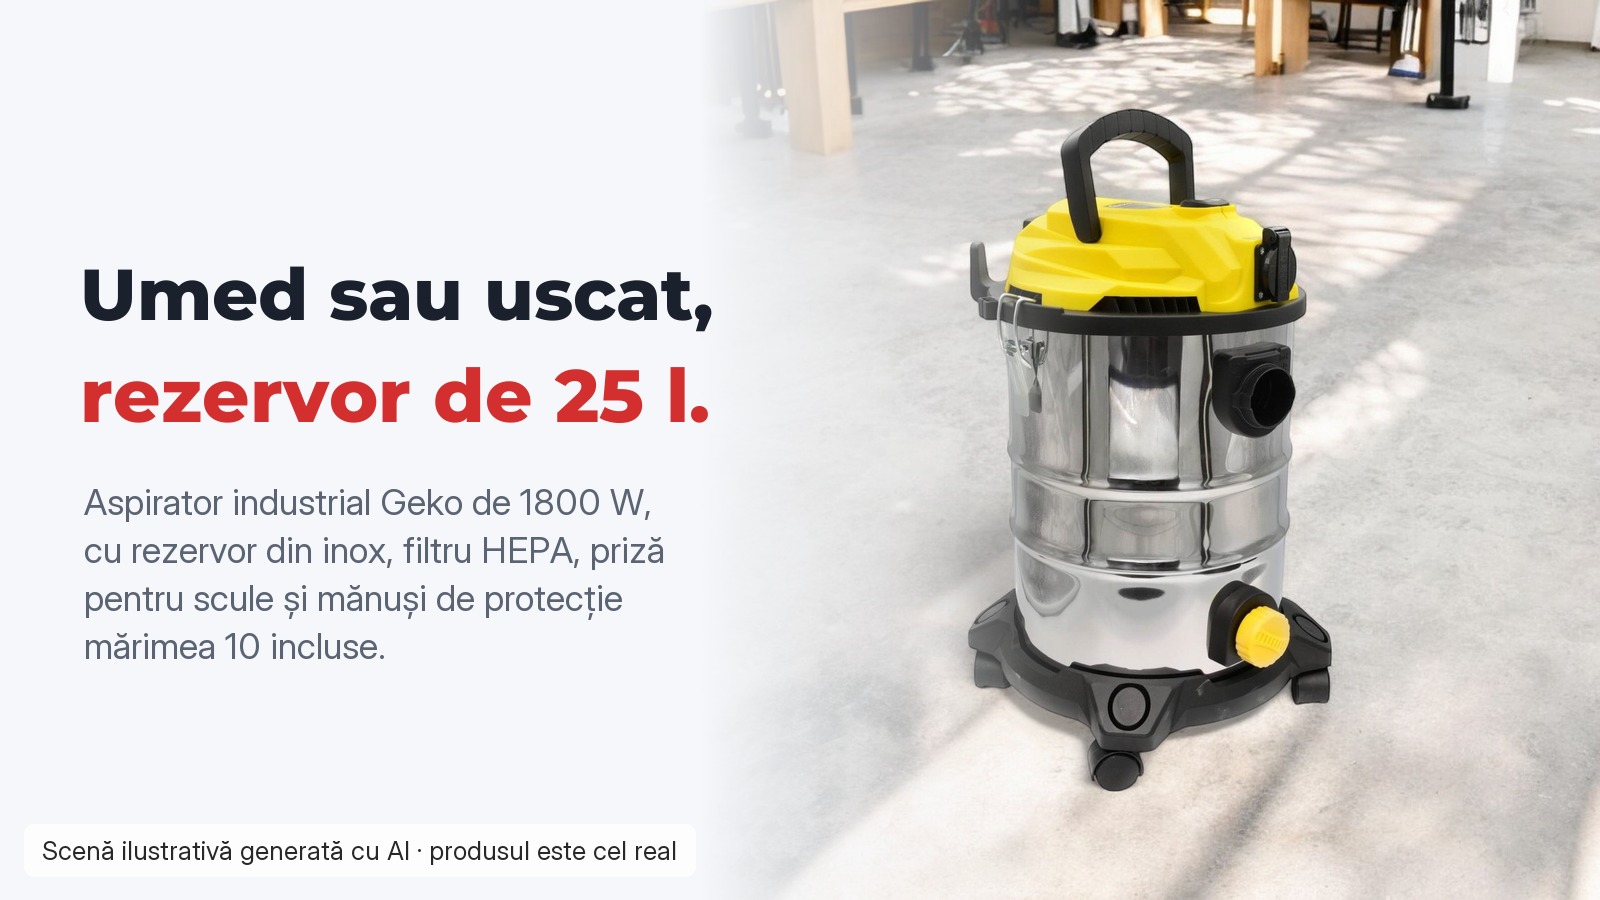 Umed sau uscat,
rezervor de 25 l.
Aspirator industrial Geko de 1800 W,
cu rezervor din inox, filtru HEPA, priză
pentru scule și mănuși de protecție
mărimea 10 incluse.
Scenă ilustrativă generată cu AI · produsul este cel real